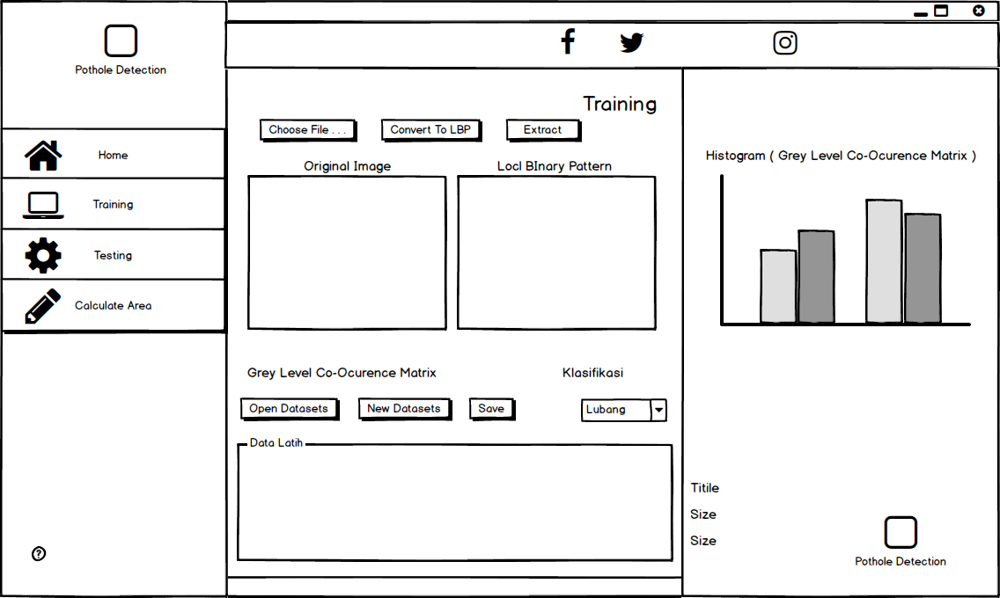 Pothole Detection
Home
Training
Testing
Calculate Area
Training
Choose File . . .
Convert To LBP
Extract
Original Image
Locl BInary Pattern
Grey Level Co-Ocurence Matrix
Klasifikasi
Open Datasets
New Datasets
Save
Lubang
Data Latih
Histogram ( Grey Level Co-Ocurence Matrix )
Titile
Size
Size
Pothole Detection
?